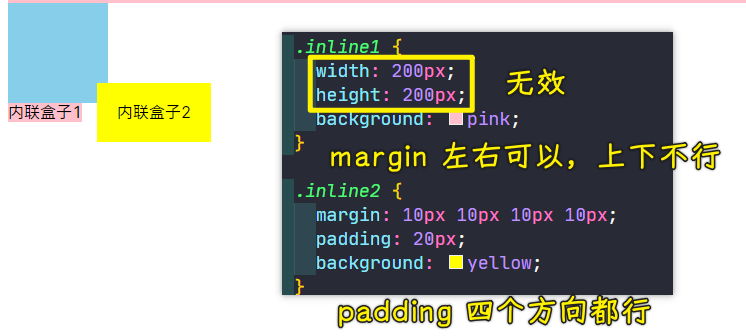 内联盒子1
内联盒子2
.inline1 {
width: 200px;
height: 200px;
无效
background: pink;
}
margin 左右可以，上下不行
.inline2 {
margin: 10px 10px 10px 10px;
padding: 20px;
background: yellow;
}
padding 四个方向都行